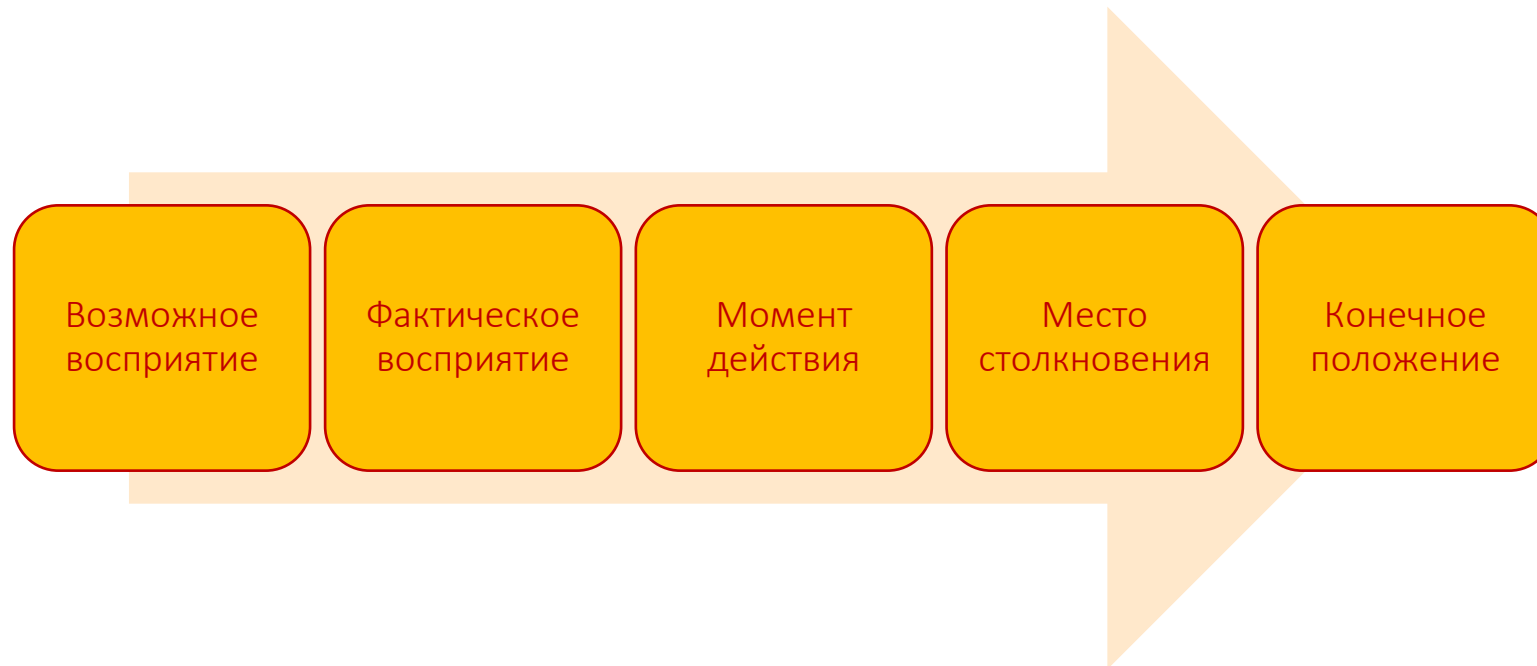 Возможное
восприятие
Фактическое
восприятие
Момент
действия
Место
столкновения
Конечное
положение